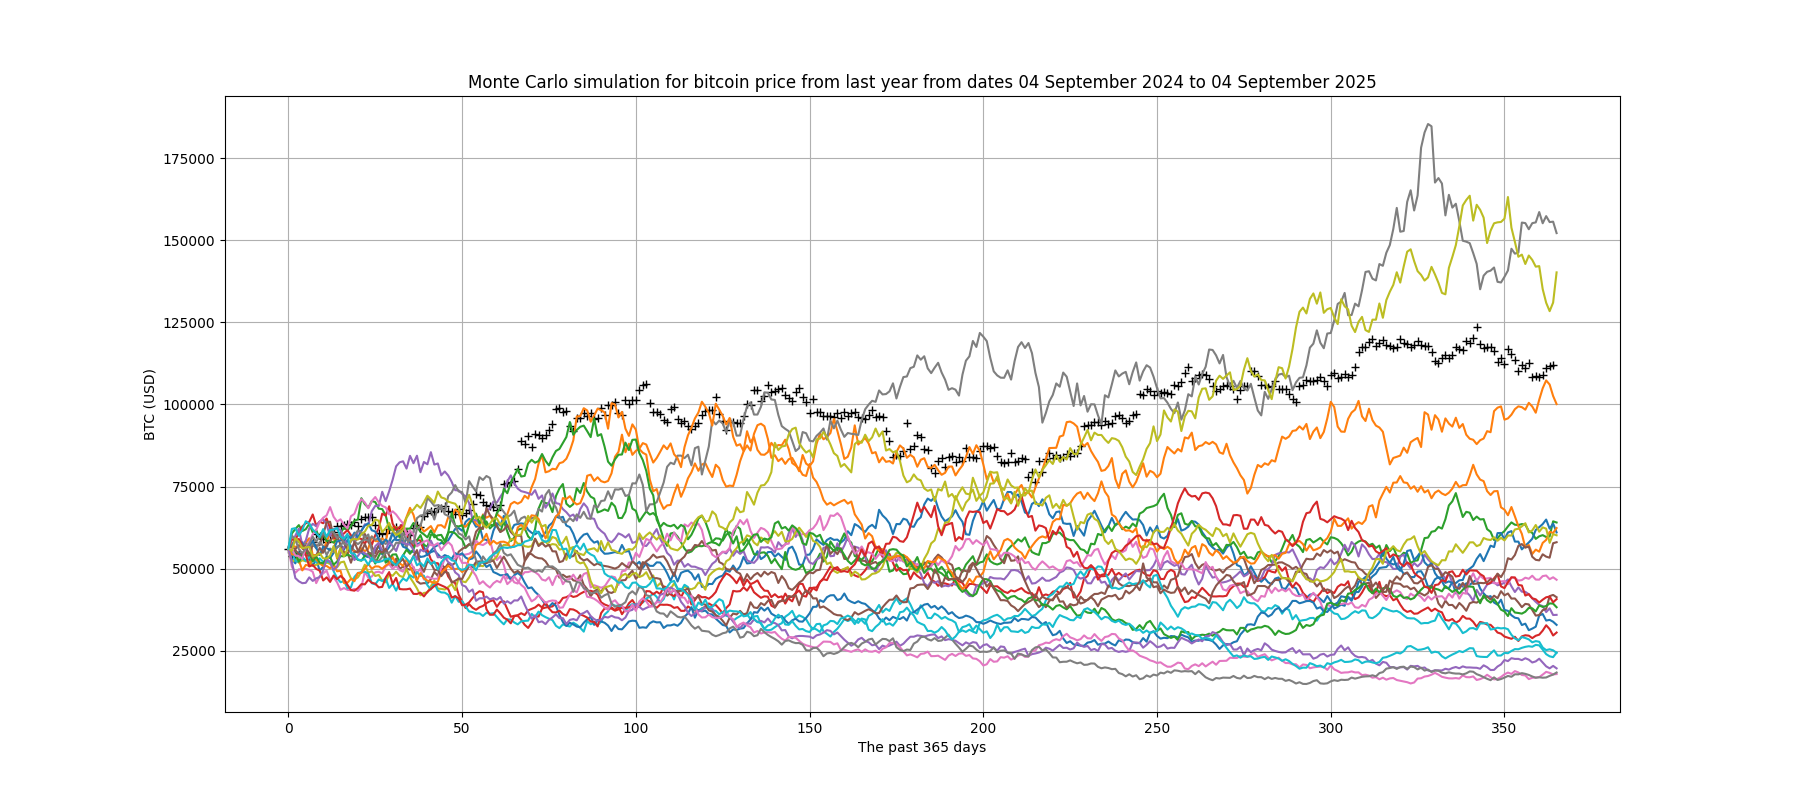 Monte Carlo simulation for bitcoin price from last year from dates 04 September 2024 to 04 September 2025
175000
150000
125000
100000
75000
50000
25000
BTC (USD)
0 50 100 150 200 250 300 350
The past 365 days